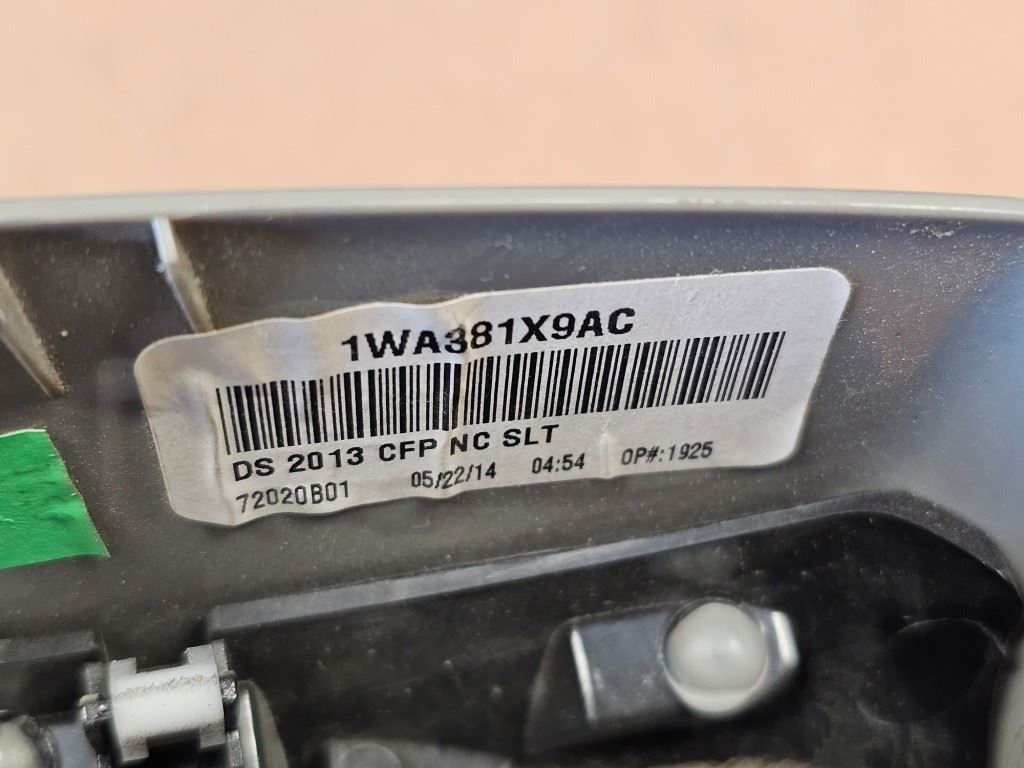 1WA381X9AC
DS 2013 CFP NC SLT
72020B01 05/22/14 04:54 OP#:1925